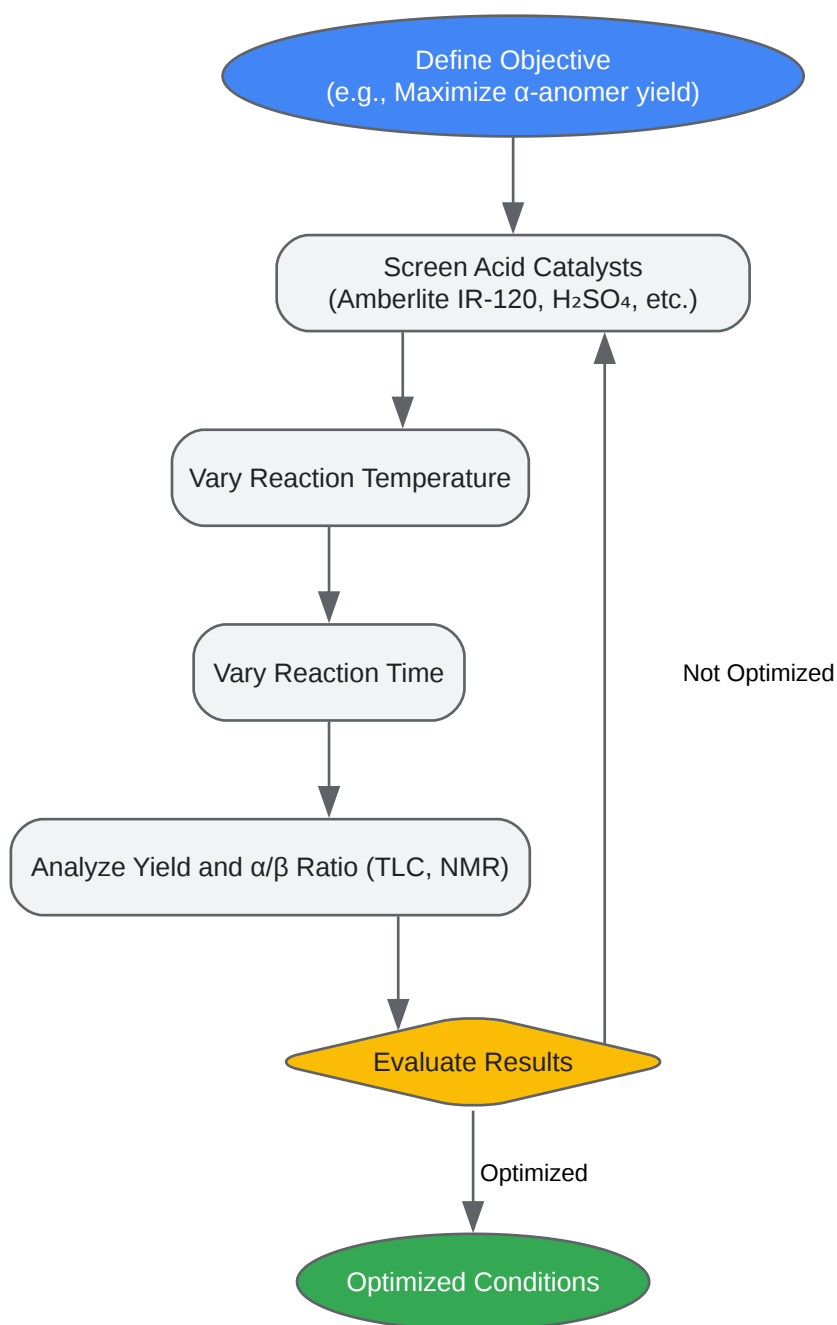 Define Objective
(e.g., Maximize α-anomer yield)
Screen Acid Catalysts
(Amberlite IR-120, H₂SO₄, etc.)
Vary Reaction Temperature
Vary Reaction Time
Not Optimized
Analyze Yield and α/β Ratio (TLC, NMR)
Evaluate Results
Optimized
Optimized Conditions